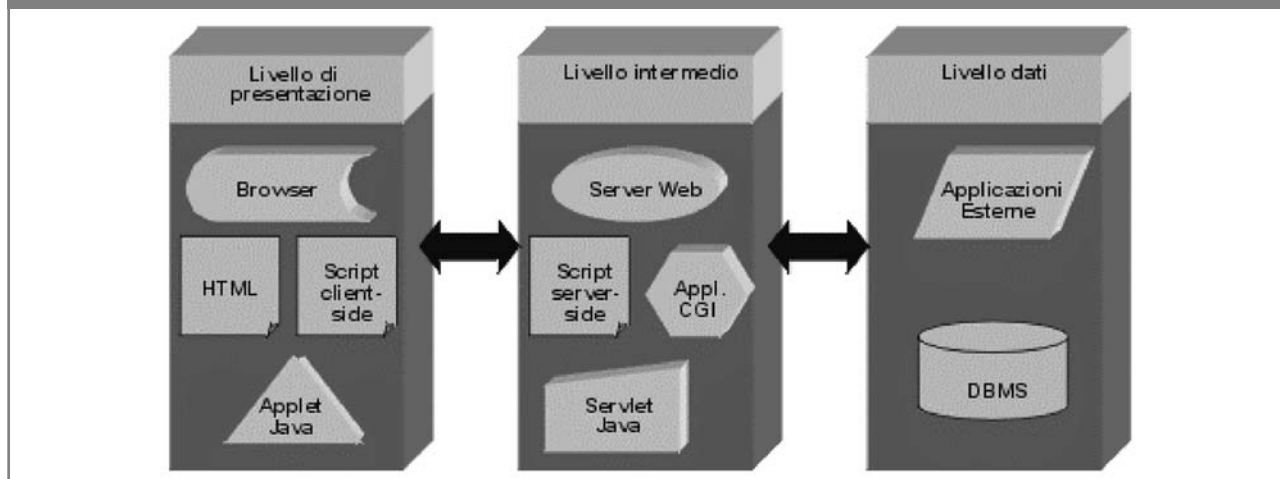 Livello di
presentazione
Browser
HTML
Script
client-
side
Applet
Java
Livello intermedio
Server Web
Script
server-
side
Appl.
CGI
Servlet
Java
Livello dati
Applicazioni
Esterne
DBMS